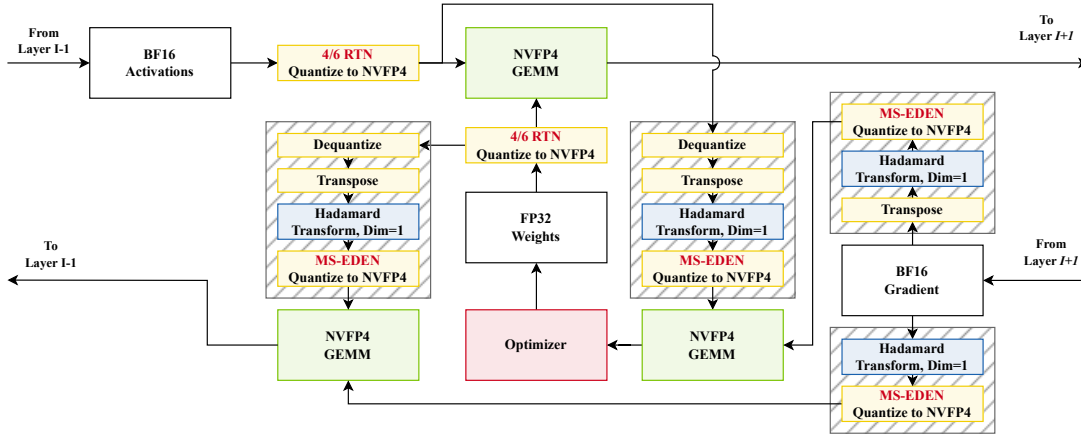 From
Layer I-1
BF16
Activations
4/6 RTN
Quantize to NVFP4
NVFP4
GEMM
To
Layer I+1
Dequantize
Transpose
Hadamard
Transform, Dim=1
MS-EDEN
Quantize to NVFP4
4/6 RTN
Quantize to NVFP4
FP32
Weights
Dequantize
Transpose
Hadamard
Transform, Dim=1
MS-EDEN
Quantize to NVFP4
MS-EDEN
Quantize to NVFP4
Hadamard
Transform, Dim=1
Transpose
To
Layer I-1
BF16
Gradient
From
Layer I+1
NVFP4
GEMM
Optimizer
NVFP4
GEMM
Hadamard
Transform, Dim=1
MS-EDEN
Quantize to NVFP4